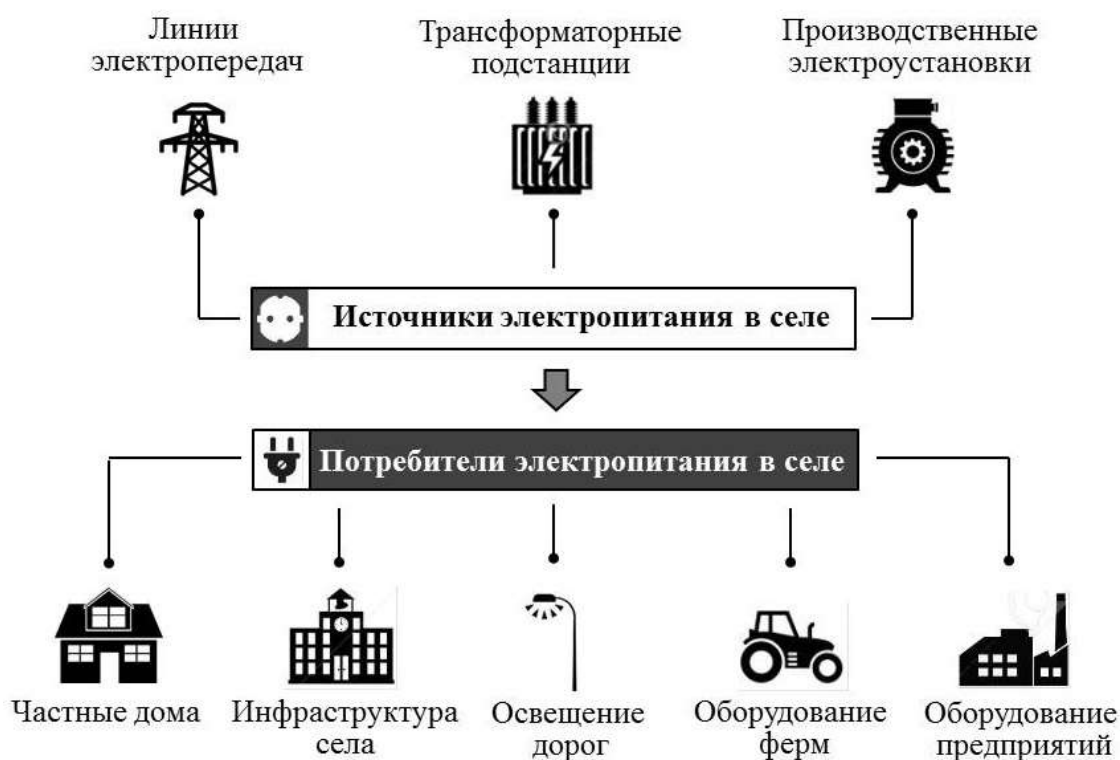 Линии
электропередач
Трансформаторные
подстанции
Производственные
электроустановки
Источники электропитания в селе
Потребители электропитания в селе
Частные дома
Инфраструктура
села
Освещение
дорог
Оборудование
ферм
Оборудование
предприятий